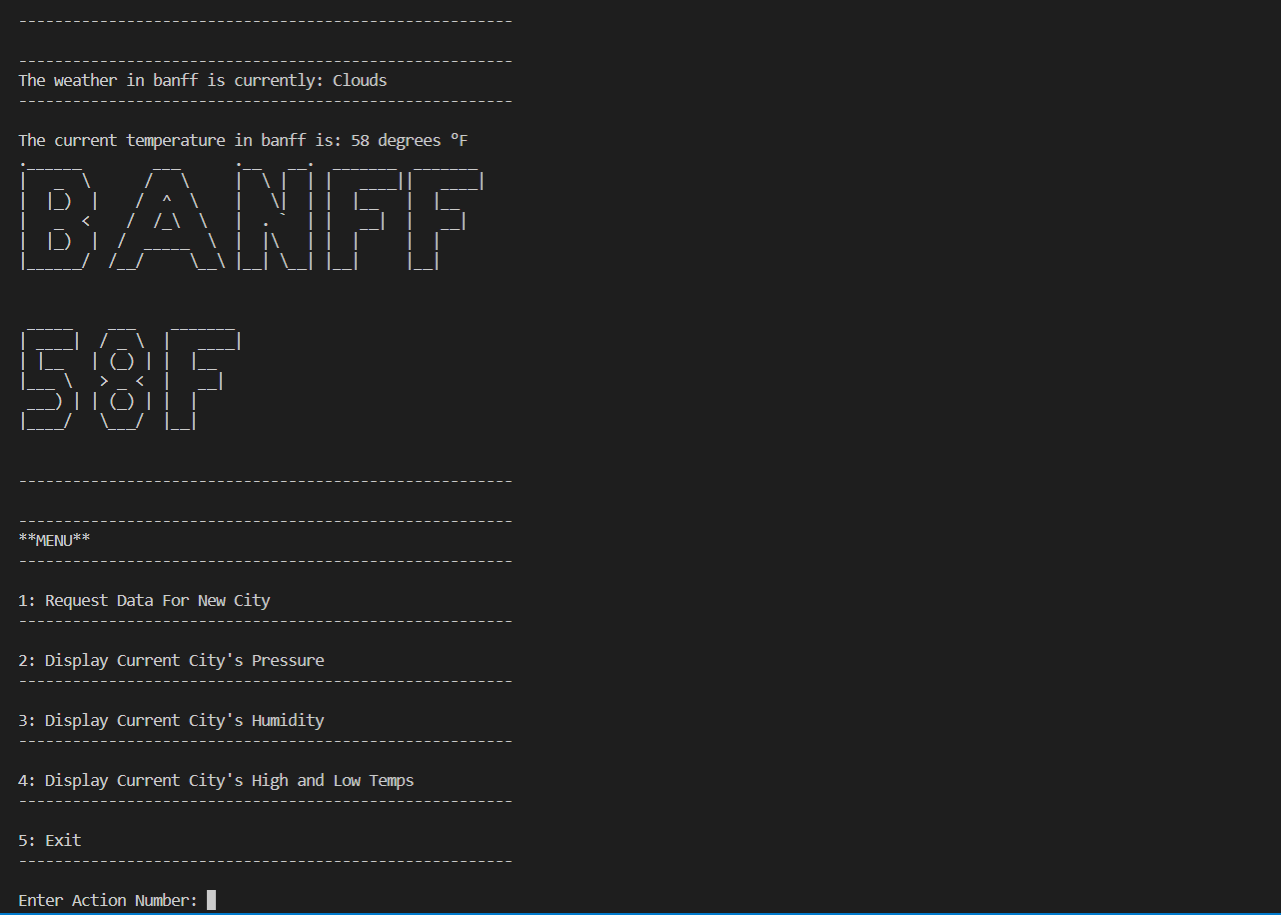 ------------------------------------------------------
------------------------------------------------------
The weather in banff is currently: Clouds
------------------------------------------------------
The current temperature in banff is: 58 degrees ºF
BANFF
58F
------------------------------------------------------
------------------------------------------------------
**MENU**
------------------------------------------------------
1: Request Data For New City
------------------------------------------------------
2: Display Current City's Pressure
------------------------------------------------------
3: Display Current City's Humidity
------------------------------------------------------
4: Display Current City's High and Low Temps
------------------------------------------------------
5: Exit
------------------------------------------------------
Enter Action Number: